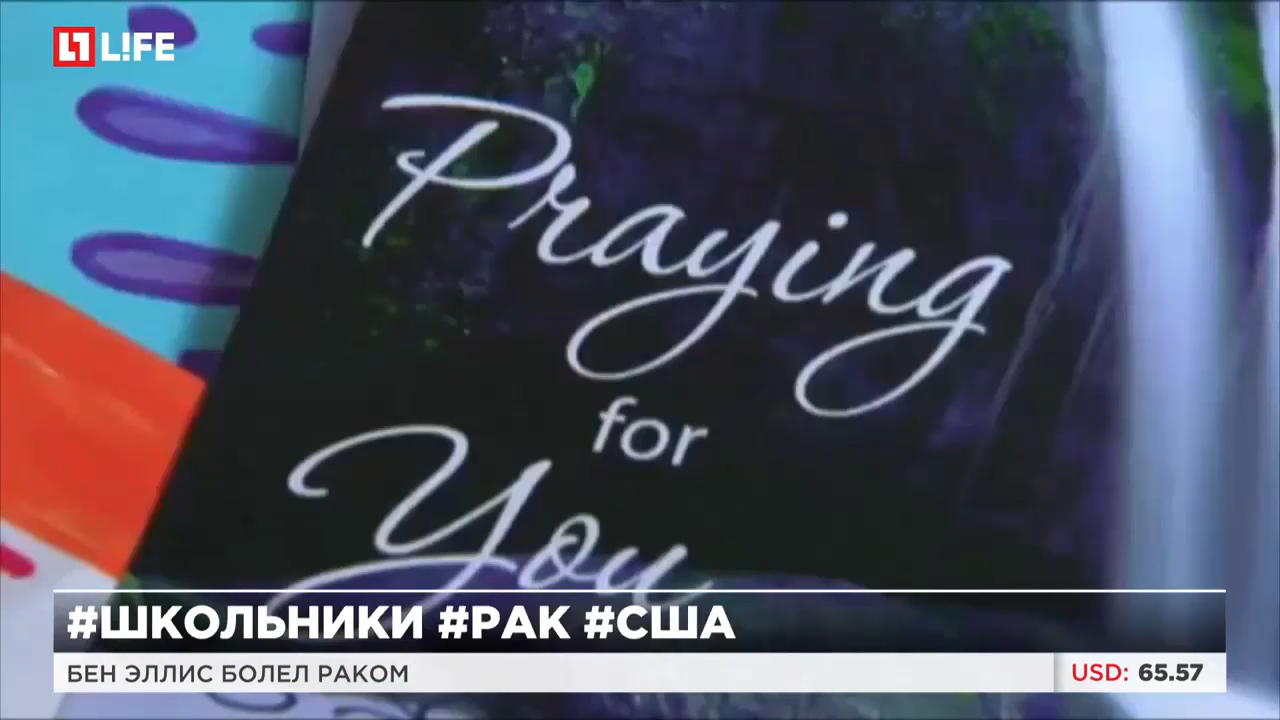 L!FE
Praying
for
You
#ШКОЛЬНИКИ #РАК #США
БЕН ЭЛЛИС БОЛЕЛ РАКОМ
USD: 65.57